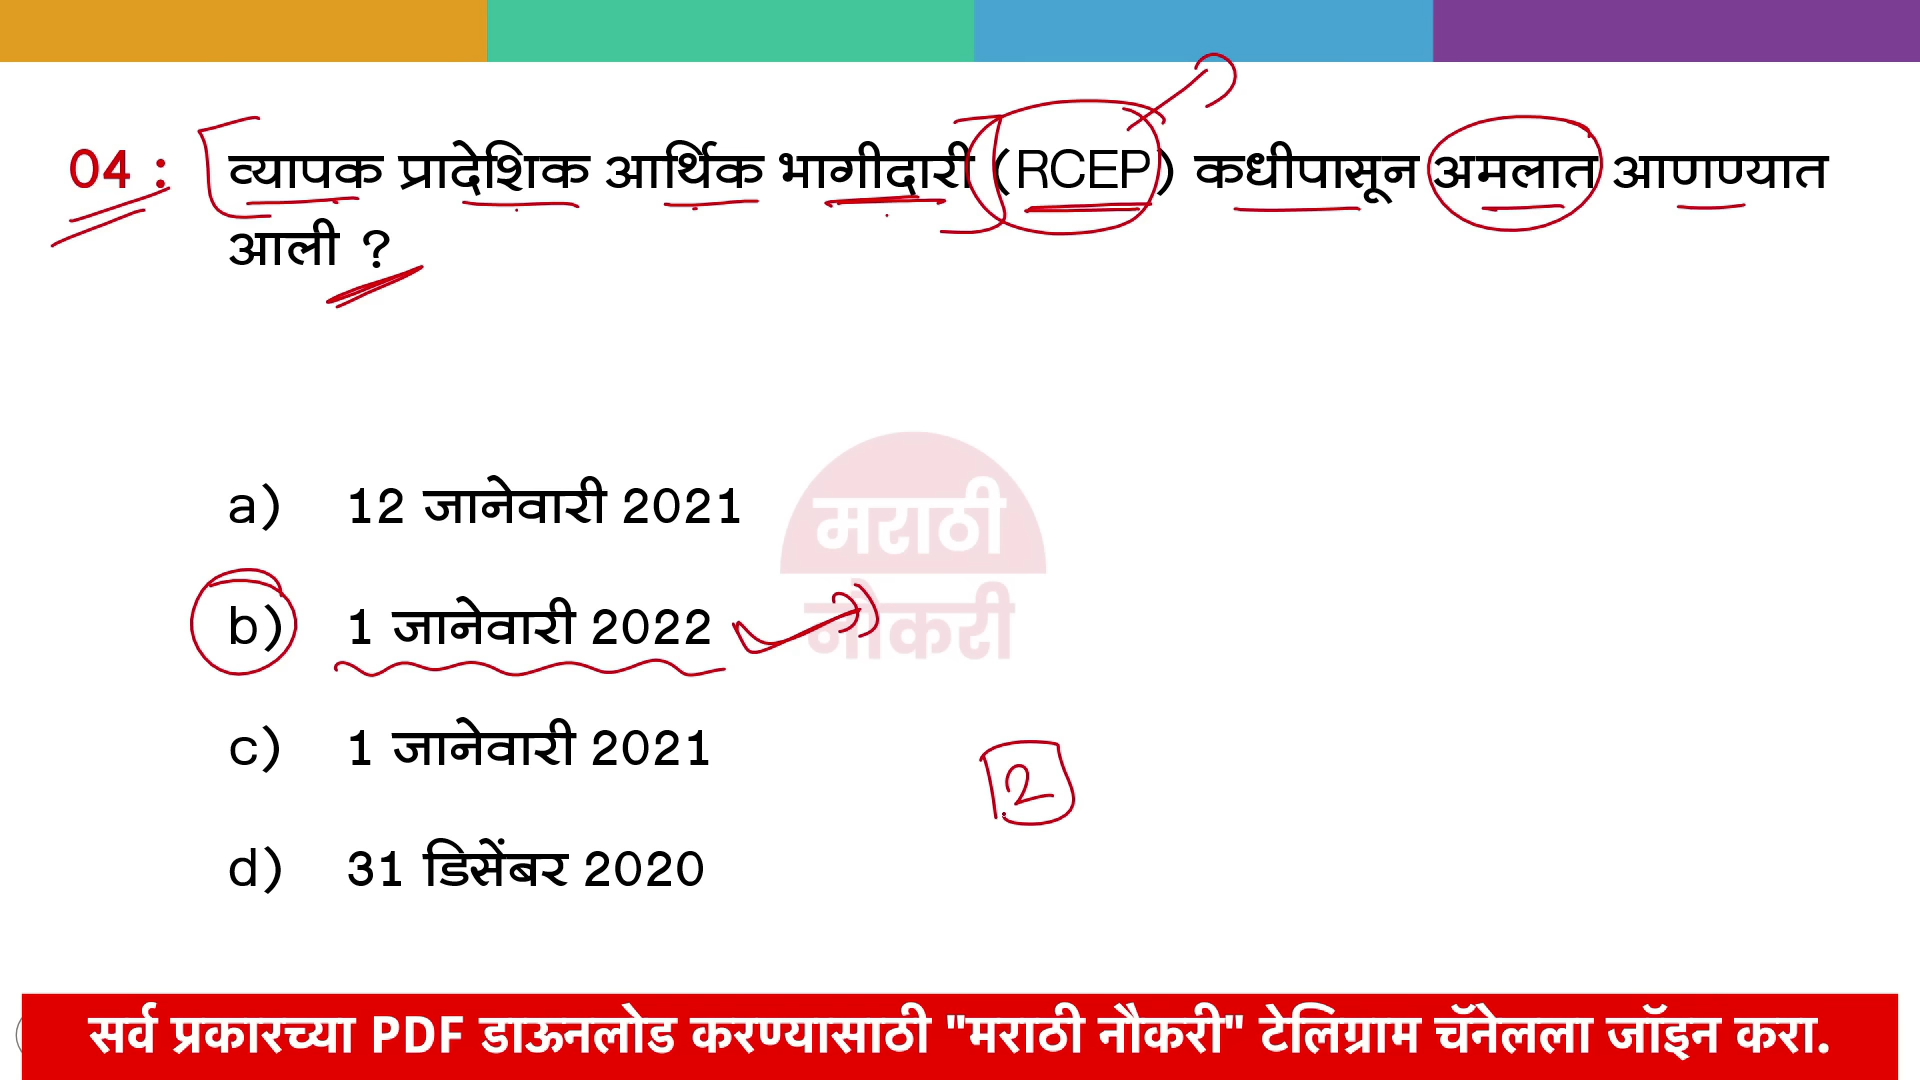 04 : व्यापक प्रादेशिक आर्थिक भागीदारी (RCEP) कधीपासून अमलात आणण्यात
आली ?
a) 12 जानेवारी 2021
मराठी
b) 1 जानेवारी 2022
नौकरी
c) 1 जानेवारी 2021
2
d) 31 डिसेंबर 2020
सर्व प्रकारच्या PDF डाऊनलोड करण्यासाठी "मराठी नौकरी" टेलिग्राम चॅनेलला जॉइन करा.